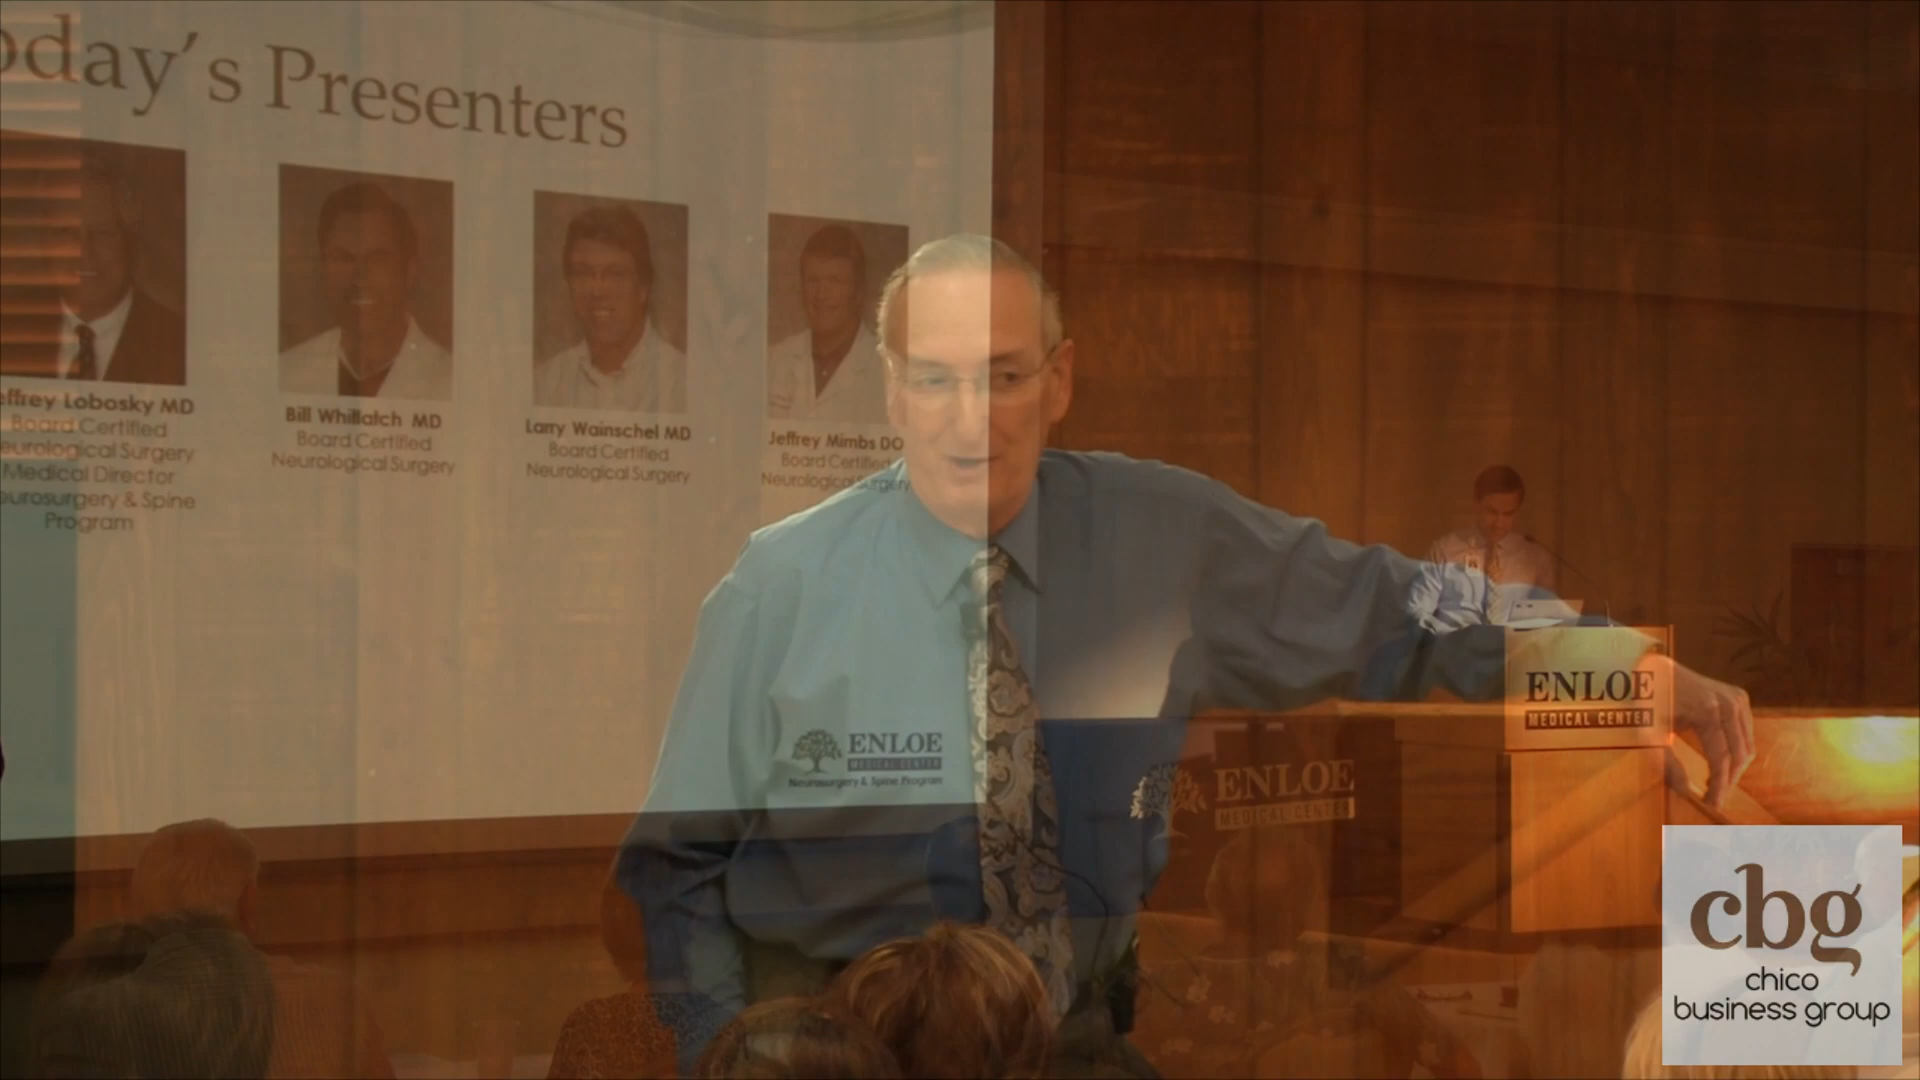 oday's Presenters
effrey Lobosky MD
Board Certified
eurological Surgery
Medical Director
eurosurgery & Spine
Program
Bill Whitlatch MD
Board Certified
Neurological Surgery
Larry Wainschel MD
Board Certified
Neurological Surgery
Jeffrey Mimbs DO
Board Certified
Neurological Surgery
ENLOE
MEDICAL CENTER
Neurosurgery & Spine Program
ENLOE
MEDICAL CENTER
ENLOE
MEDICAL CENTER
cbg
chico
business group